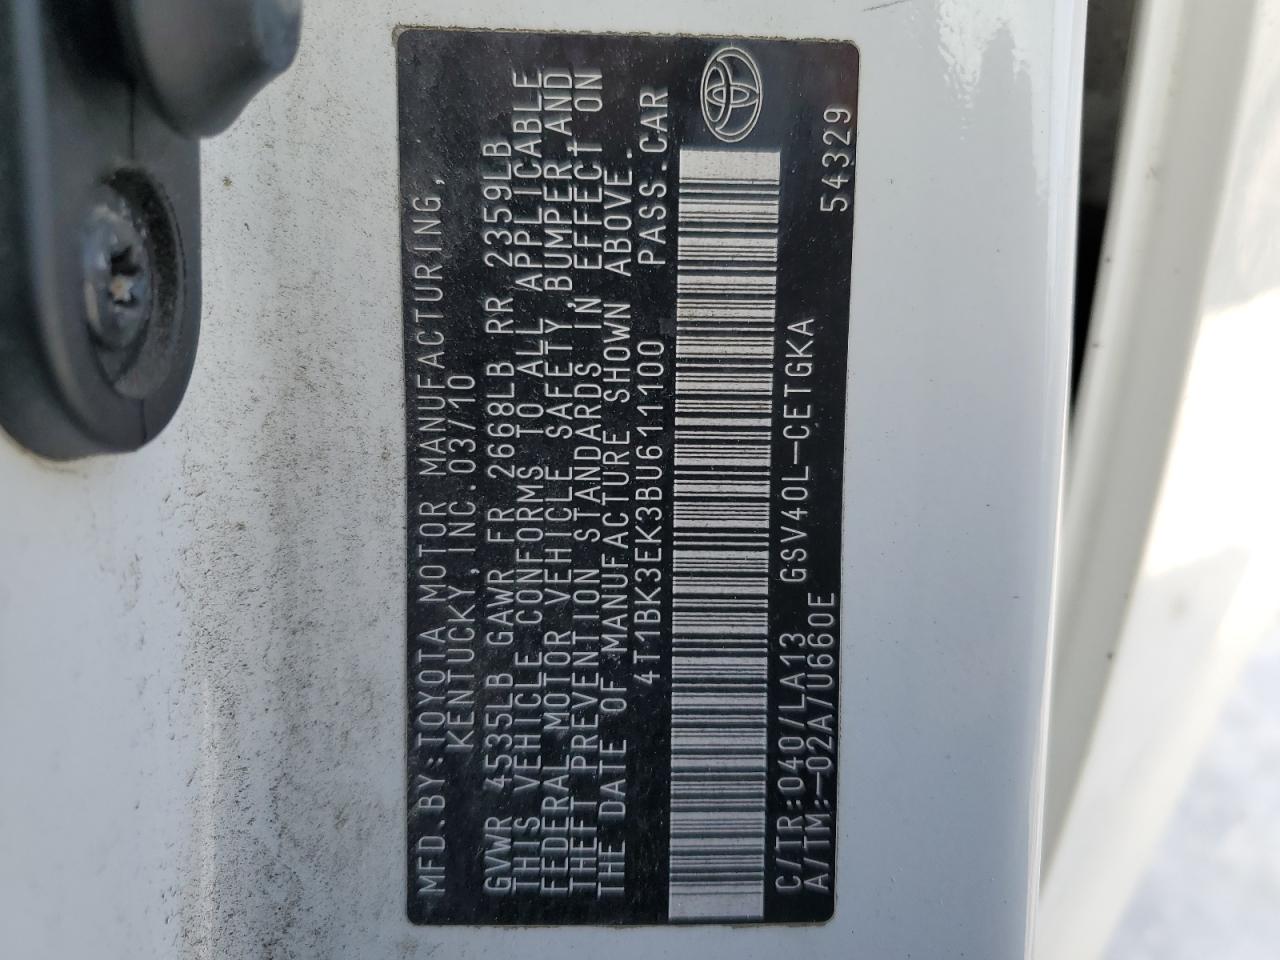 MFD.BY:TOYOTA MOTOR MANUFACTURING,
KENTUCKY,INC.03/10
GVWR 4535LB GAWR FR 2668LB RR 2359LB
THIS VEHICLE CONFORMS TO ALL APPLICABLE
FEDERAL MOTOR VEHICLE SAFETY,BUMPER,AND
THEFT PREVENTION STANDARDS IN EFFECT ON
THE DATE OF MANUFACTURE SHOWN ABOVE.
4T1BK3EK3BU611100 PASS.CAR
C/TR:040/LA13 GSV40L-CETGKA
A/TM:-02A/U660E 54329